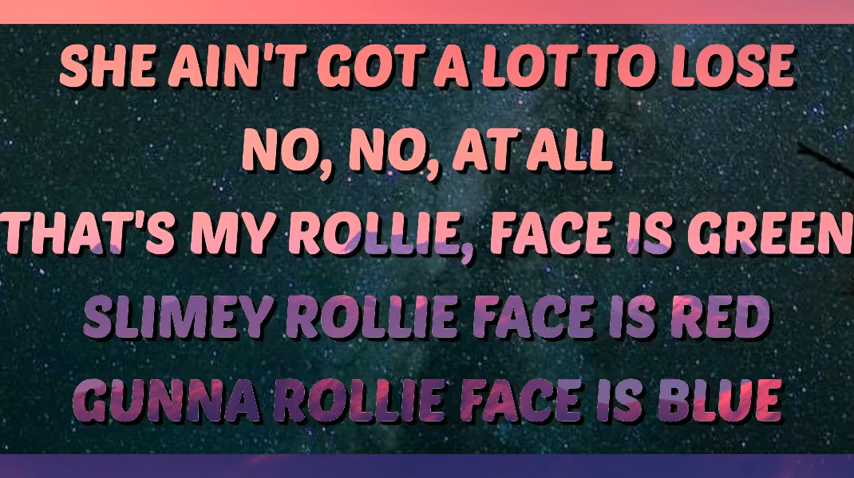 SHE AIN'T GOT A LOT TO LOSE
NO, NO, AT ALL
THAT'S MY ROLLIE, FACE IS GREEN
SLIMEY ROLLIE FACE IS RED
GUNNA ROLLIE FACE IS BLUE